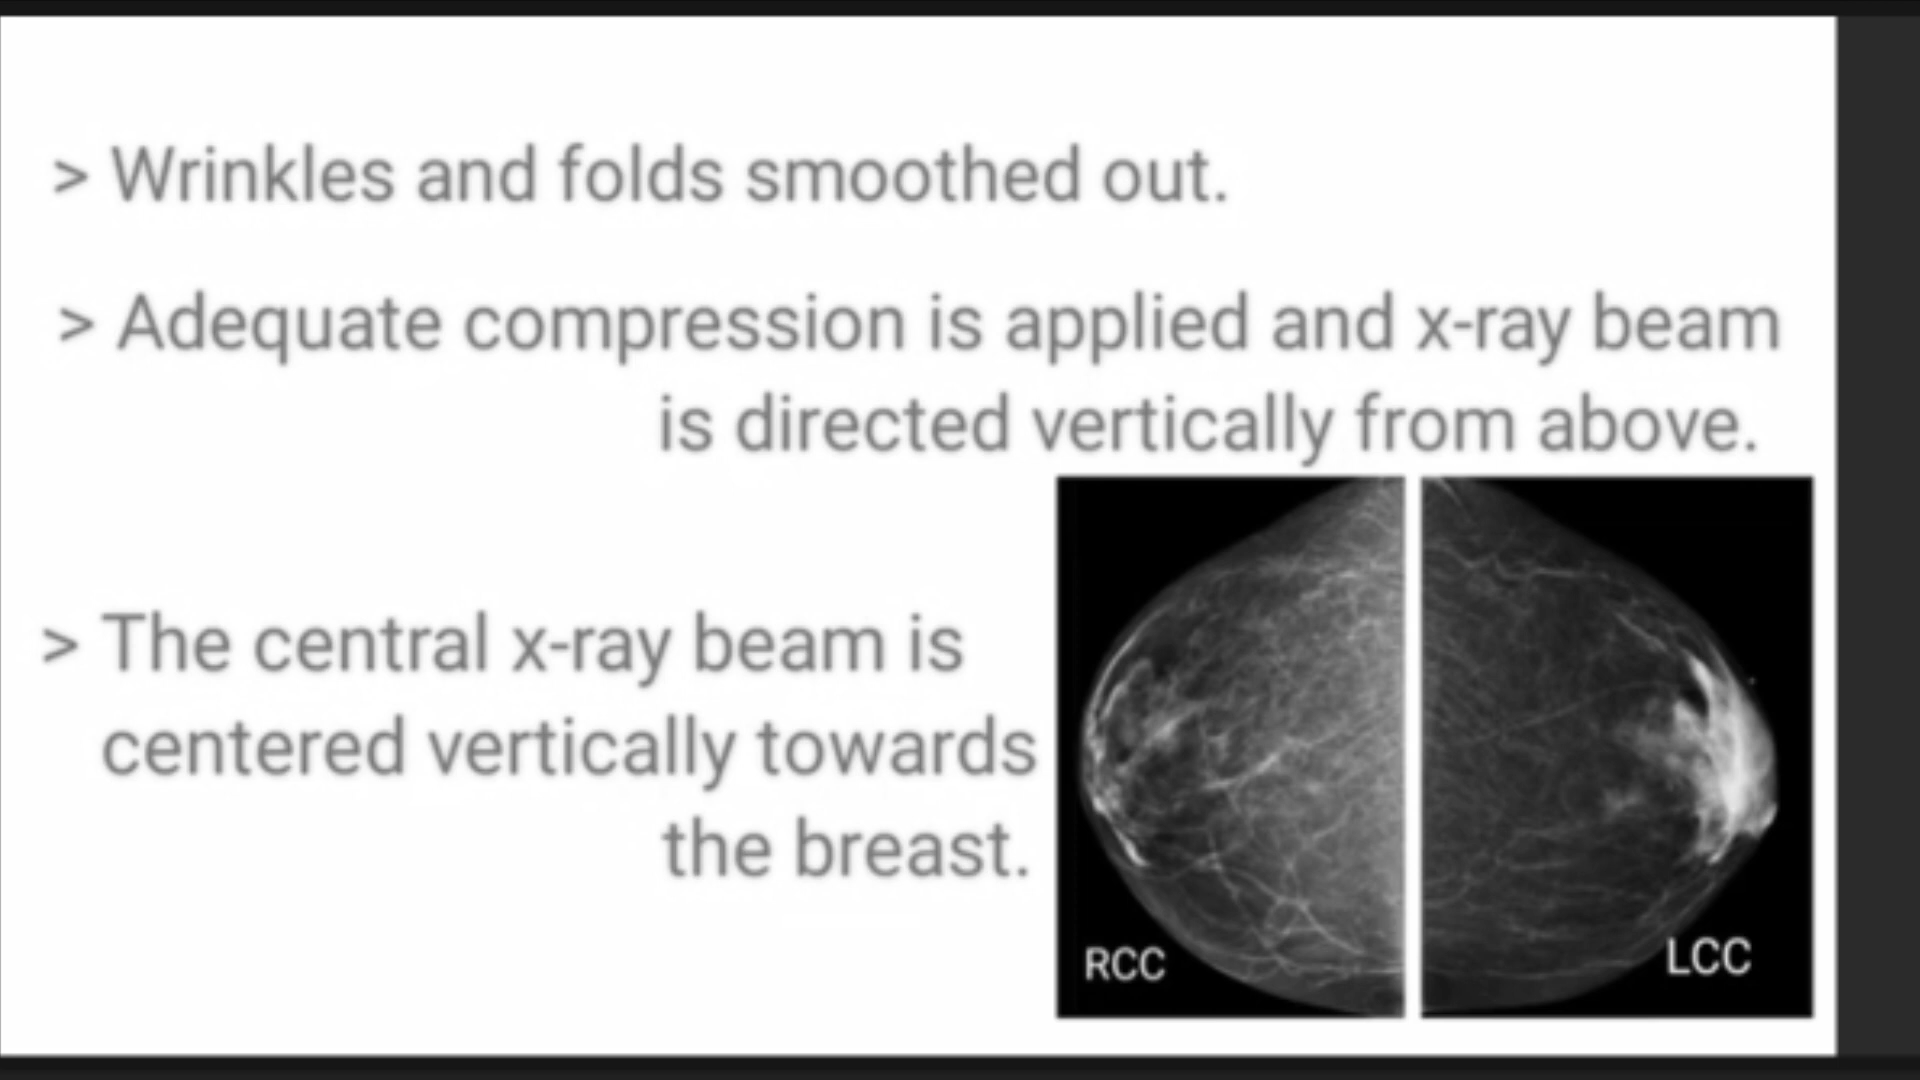 > Wrinkles and folds smoothed out.
> Adequate compression is applied and x-ray beam
is directed vertically from above.
> The central x-ray beam is
centered vertically towards
the breast.
RCC
LCC